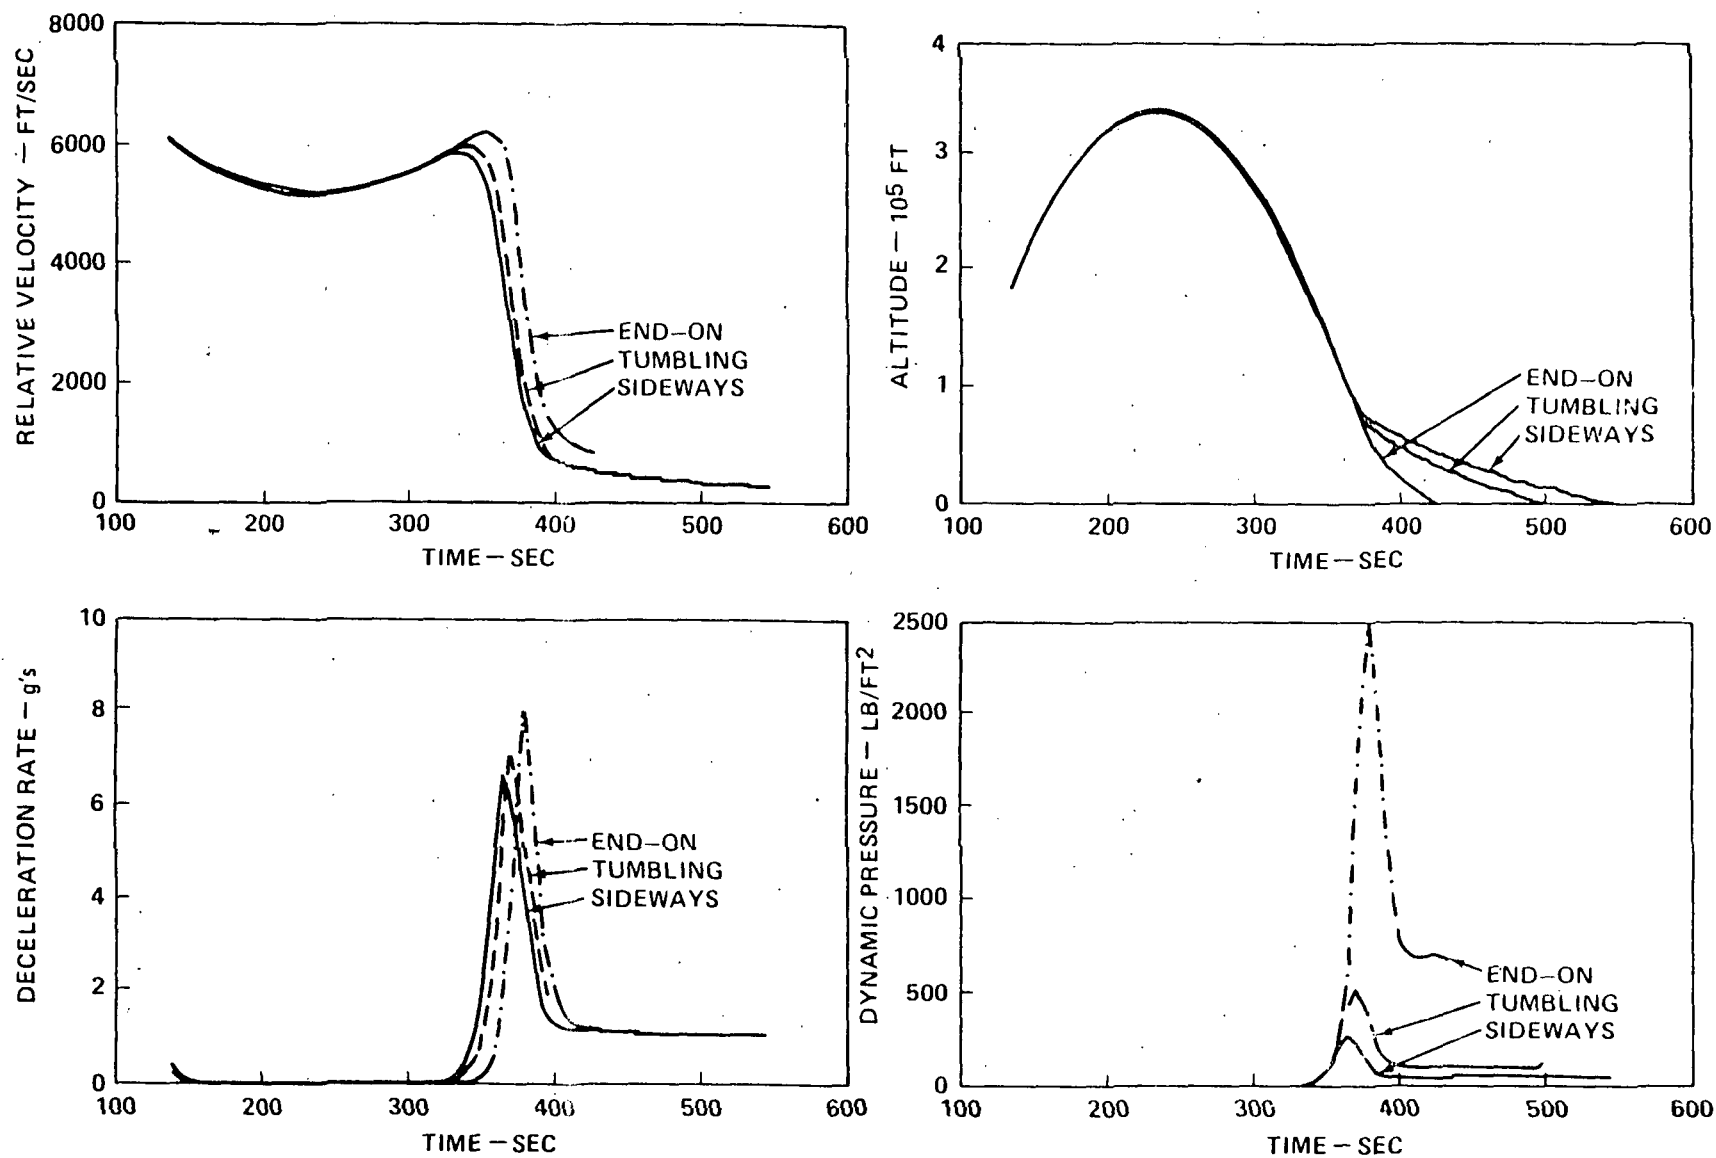 RELATIVE VELOCITY — FT/SEC
8000
6000
4000
2000
0
100 200 300 400 500 600
TIME — SEC
END—ON
TUMBLING
SIDEWAYS
ALTITUDE — 10⁵ FT
4
3
2
1
0
100 200 300 400 500 600
TIME — SEC
END—ON
TUMBLING
SIDEWAYS
DECELERATION RATE — g's
10
8
6
4
2
0
100 200 300 400 500 600
TIME — SEC
END—ON
TUMBLING
SIDEWAYS
DYNAMIC PRESSURE — LB/FT²
2500
2000
1500
1000
500
0
100 200 300 400 500 600
TIME — SEC
END—ON
TUMBLING
SIDEWAYS